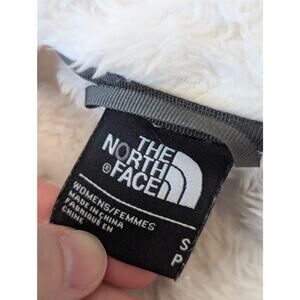 THE
NORTH
FACE
®
WOMENS/FEMMES
MADE IN CHINA
FABRIQUÉ EN
CHINE
S
P